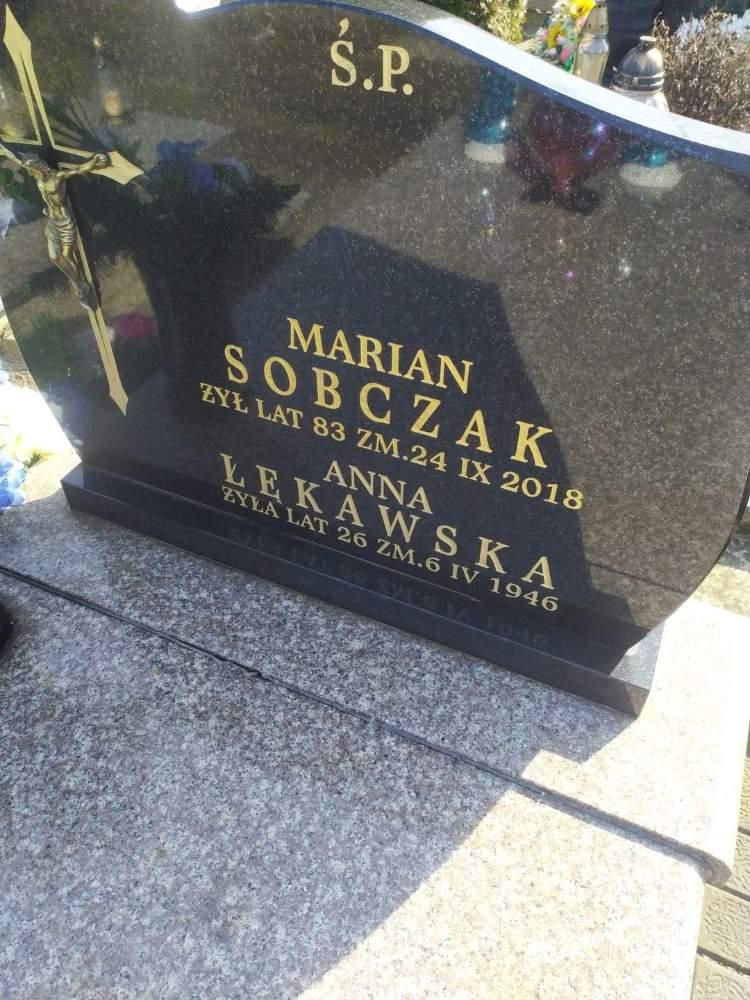 Ś.P.
MARIAN
SOBCZAK
ŻYŁ LAT 83 ZM.24 IX 2018
ANNA
ŁĘKAWSKA
ŻYŁA LAT 26 ZM.6 IV 1946